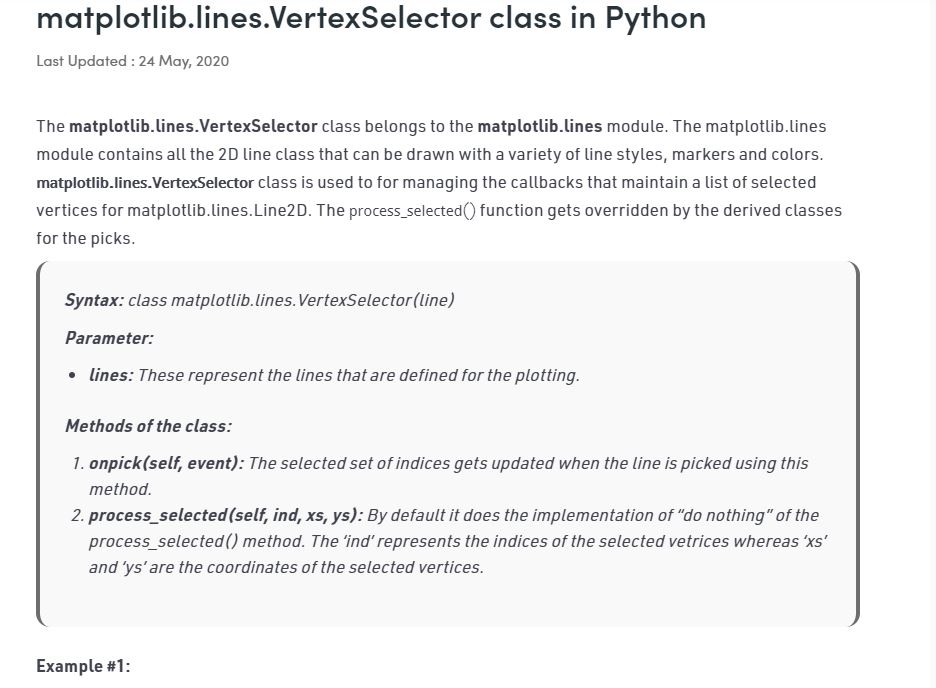 matplotlib.lines.VertexSelector class in Python
Last Updated : 24 May, 2020
The matplotlib.lines.VertexSelector class belongs to the matplotlib.lines module. The matplotlib.lines
module contains all the 2D line class that can be drawn with a variety of line styles, markers and colors.
matplotlib.lines.VertexSelector class is used to for managing the callbacks that maintain a list of selected
vertices for matplotlib.lines.Line2D. The process_selected() function gets overridden by the derived classes
for the picks.
Syntax: class matplotlib.lines.VertexSelector(line)
Parameter:
• lines: These represent the lines that are defined for the plotting.
Methods of the class:
1. onpick(self, event): The selected set of indices gets updated when the line is picked using this
method.
2. process_selected(self, ind, xs, ys): By default it does the implementation of “do nothing” of the
process_selected() method. The ‘ind’ represents the indices of the selected vetrices whereas ‘xs’
and ‘ys’ are the coordinates of the selected vertices.
Example #1: